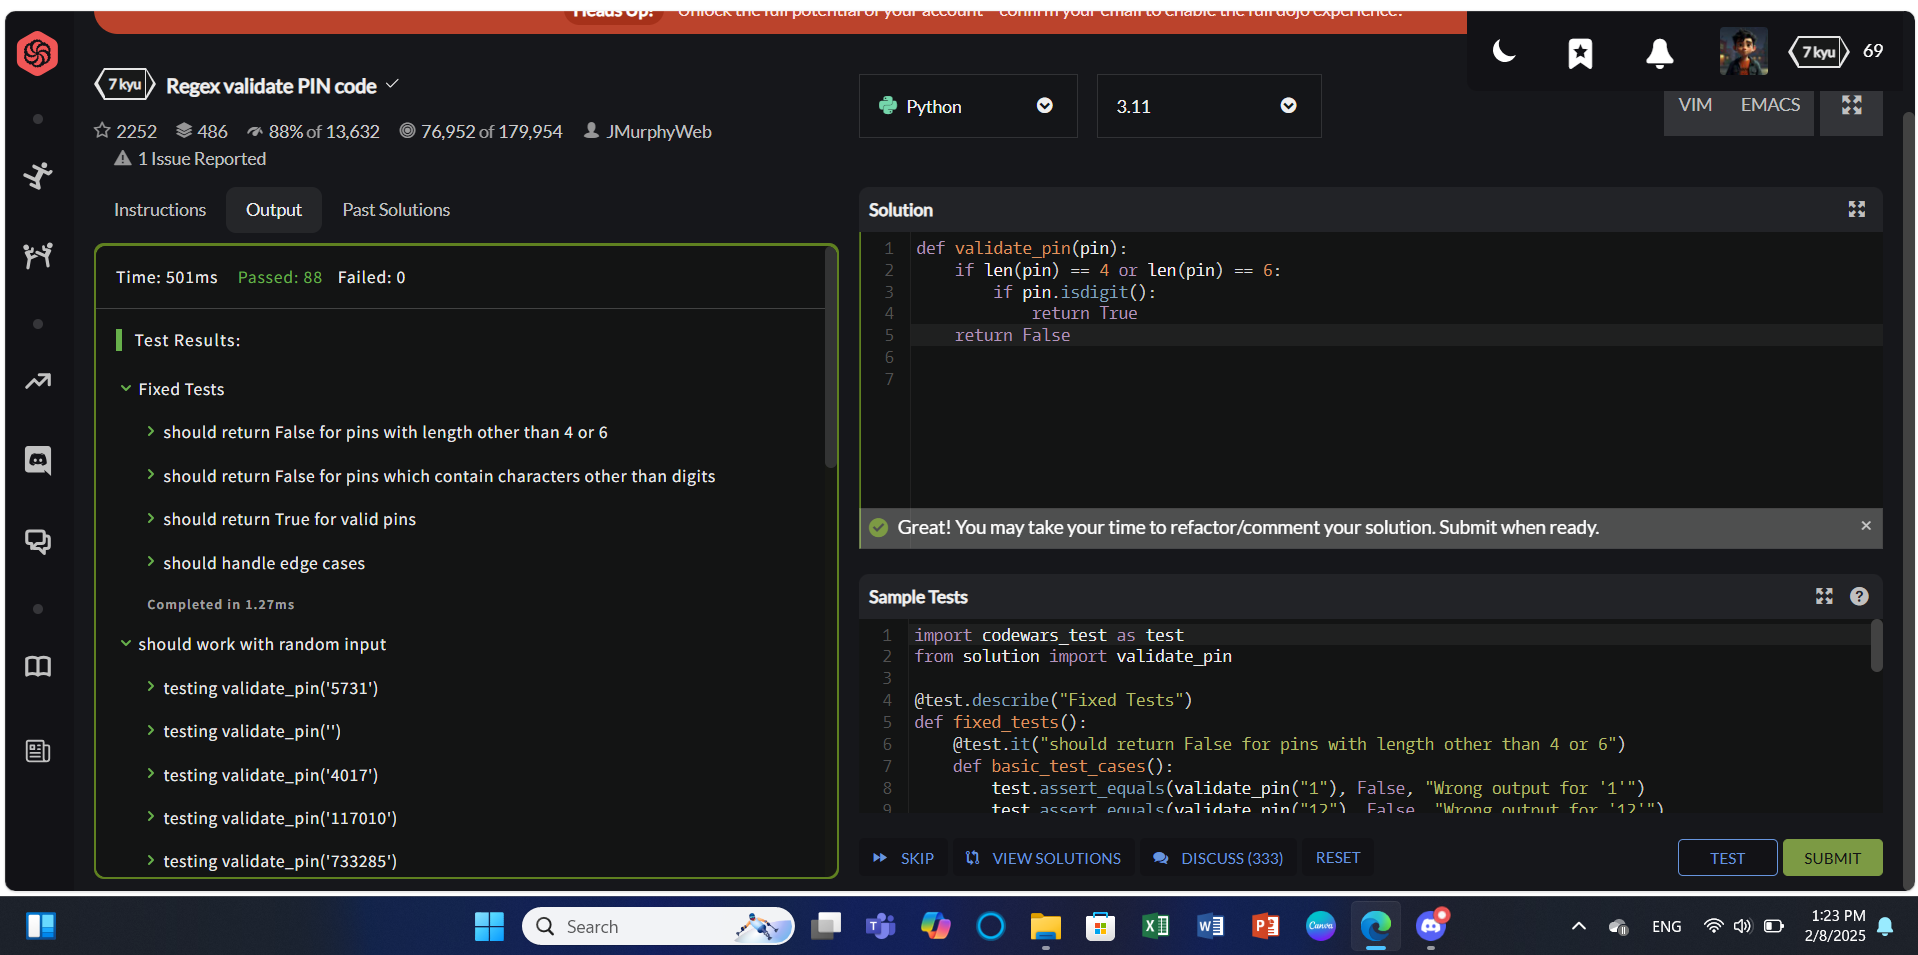 Heads Up! Unlock the full potential of your account - confirm your email to enable the full dojo experience.
7 kyu 69
7 kyu Regex validate PIN code
2252 486 88% of 13,632 76,952 of 179,954 JMurphyWeb
1 Issue Reported
Python
3.11
VIM EMACS
Instructions Output Past Solutions
Time: 501ms Passed: 88 Failed: 0
Test Results:
Fixed Tests
should return False for pins with length other than 4 or 6
should return False for pins which contain characters other than digits
should return True for valid pins
should handle edge cases
Completed in 1.27ms
should work with random input
testing validate_pin('5731')
testing validate_pin('')
testing validate_pin('4017')
testing validate_pin('117010')
testing validate_pin('733285')
Solution
1 def validate_pin(pin):
2     if len(pin) == 4 or len(pin) == 6:
3         if pin.isdigit():
4             return True
5     return False
6
7
Great! You may take your time to refactor/comment your solution. Submit when ready. ×
Sample Tests ?
1 import codewars_test as test
2 from solution import validate_pin
3
4 @test.describe("Fixed Tests")
5 def fixed_tests():
6     @test.it("should return False for pins with length other than 4 or 6")
7     def basic_test_cases():
8         test.assert_equals(validate_pin("1"), False, "Wrong output for '1'")
9         test.assert_equals(validate_pin("12"), False, "Wrong output for '12'")
SKIP VIEW SOLUTIONS DISCUSS (333) RESET TEST SUBMIT
Search
Canva
ENG
1:23 PM
2/8/2025